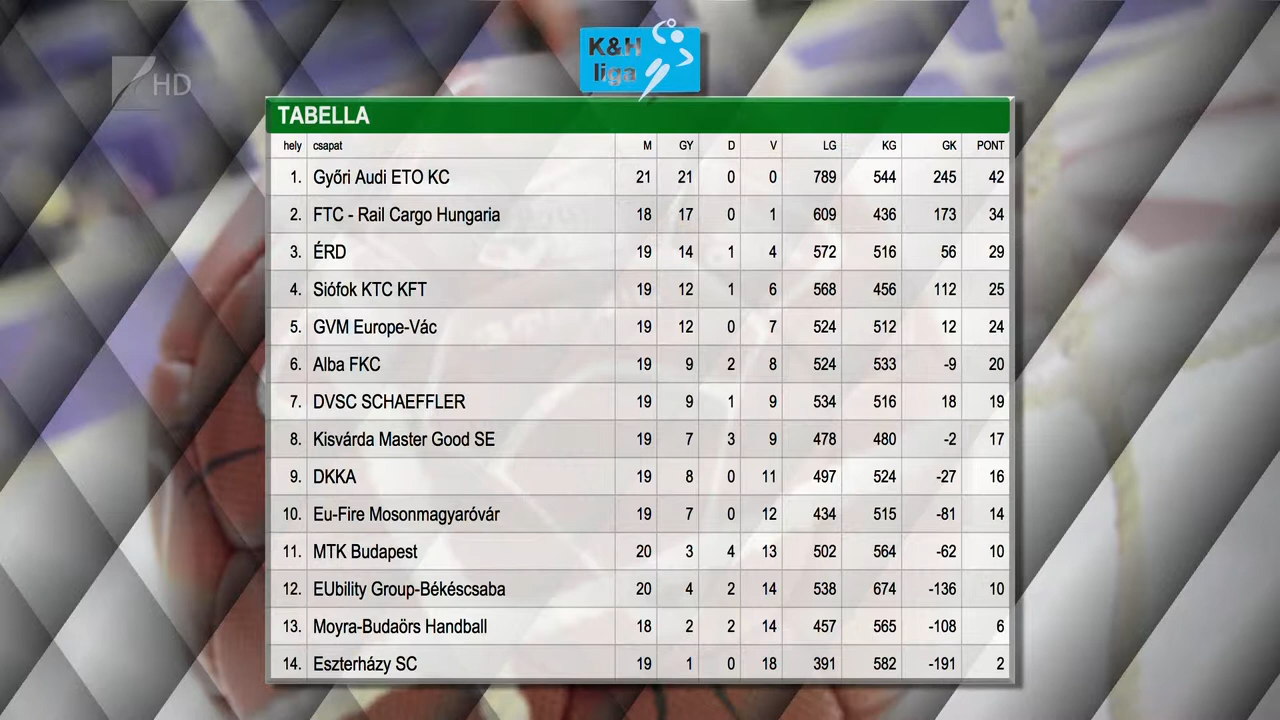 K&H
liga
HD
TABELLA
hely csapat M GY D V LG KG GK PONT
1. Győri Audi ETO KC 21 21 0 0 789 544 245 42
2. FTC - Rail Cargo Hungaria 18 17 0 1 609 436 173 34
3. ÉRD 19 14 1 4 572 516 56 29
4. Siófok KTC KFT 19 12 1 6 568 456 112 25
5. GVM Europe-Vác 19 12 0 7 524 512 12 24
6. Alba FKC 19 9 2 8 524 533 -9 20
7. DVSC SCHAEFFLER 19 9 1 9 534 516 18 19
8. Kisvárda Master Good SE 19 7 3 9 478 480 -2 17
9. DKKA 19 8 0 11 497 524 -27 16
10. Eu-Fire Mosonmagyaróvár 19 7 0 12 434 515 -81 14
11. MTK Budapest 20 3 4 13 502 564 -62 10
12. EUbility Group-Békéscsaba 20 4 2 14 538 674 -136 10
13. Moyra-Budaörs Handball 18 2 2 14 457 565 -108 6
14. Eszterházy SC 19 1 0 18 391 582 -191 2